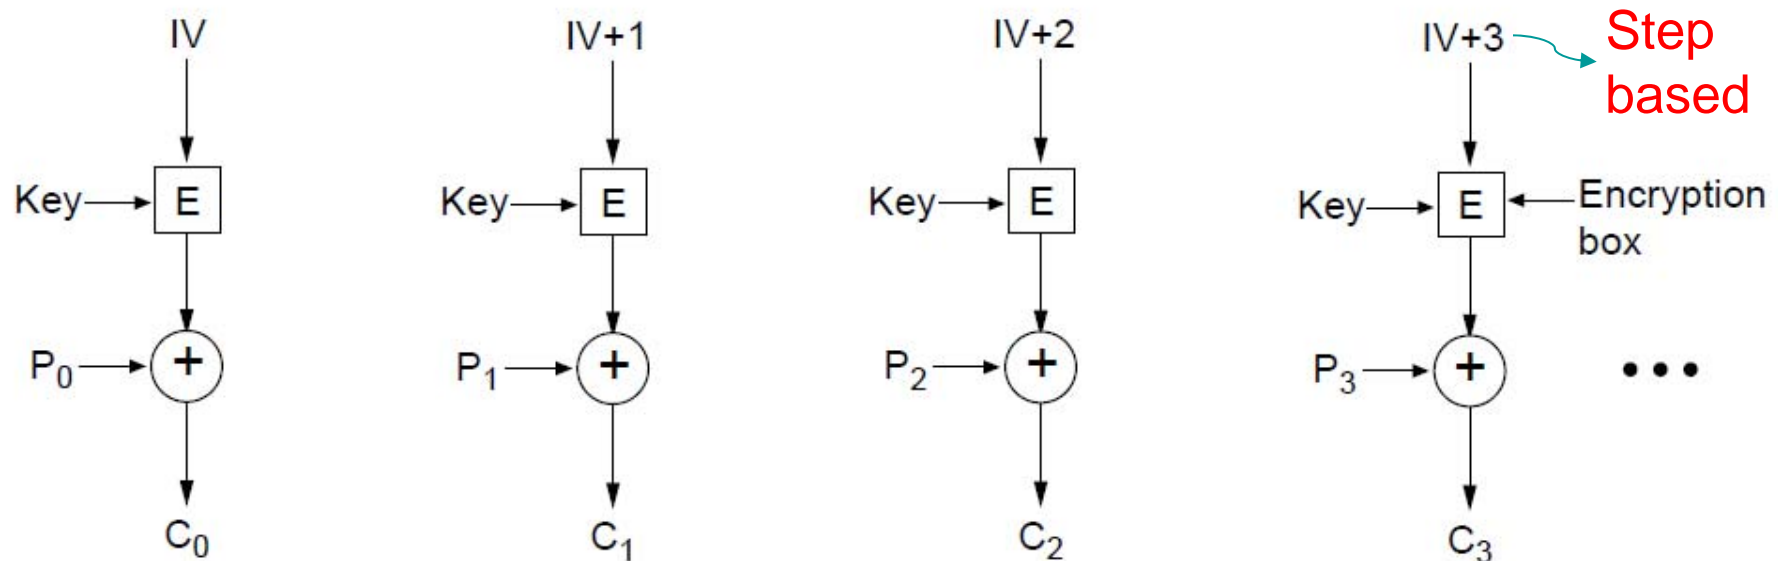 IV
IV+1
IV+2
IV+3
Step
based
Key
E
Key
E
Key
E
Key
E
Encryption
box
P₀
+
P₁
+
P₂
+
P₃
+
•••
C₀
C₁
C₂
C₃